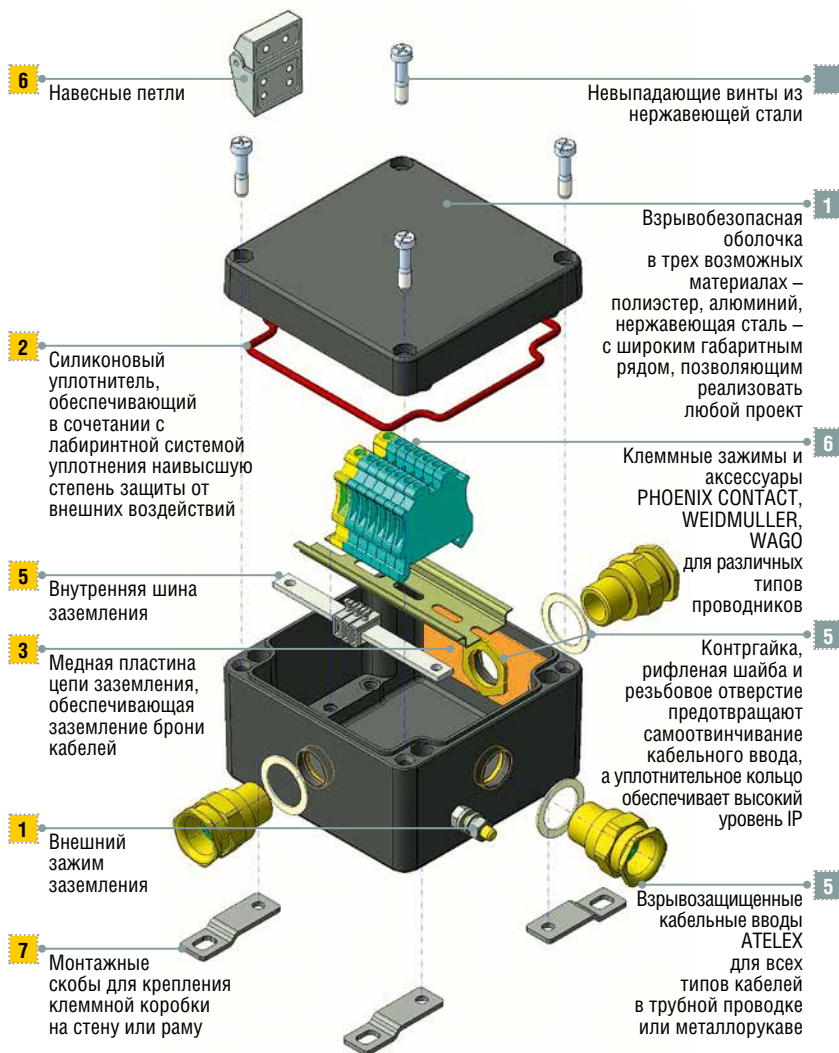 6
Навесные петли
Невыпадающие винты из
нержавеющей стали
1
Взрывобезопасная
оболочка
в трех возможных
материалах –
полиэстер, алюминий,
нержавеющая сталь –
с широким габаритным
рядом, позволяющим
реализовать
любой проект
2
Силиконовый
уплотнитель,
обеспечивающий
в сочетании с
лабиринтной системой
уплотнения наивысшую
степень защиты от
внешних воздействий
6
Клеммные зажимы и
аксессуары
PHOENIX CONTACT,
WEIDMULLER,
WAGO
для различных
типов
проводников
5
Внутренняя шина
заземления
3
Медная пластина
цепи заземления,
обеспечивающая
заземление брони
кабелей
5
Контргайка,
рифленая шайба и
резьбовое отверстие
предотвращают
самоотвинчивание
кабельного ввода,
а уплотнительное кольцо
обеспечивает высокий
уровень IP
1
Внешний
зажим
заземления
5
Взрывозащищенные
кабельные вводы
ATELEX
для всех
типов кабелей
в трубной проводке
или металлорукаве
7
Монтажные
скобы для крепления
клеммной коробки
на стену или раму